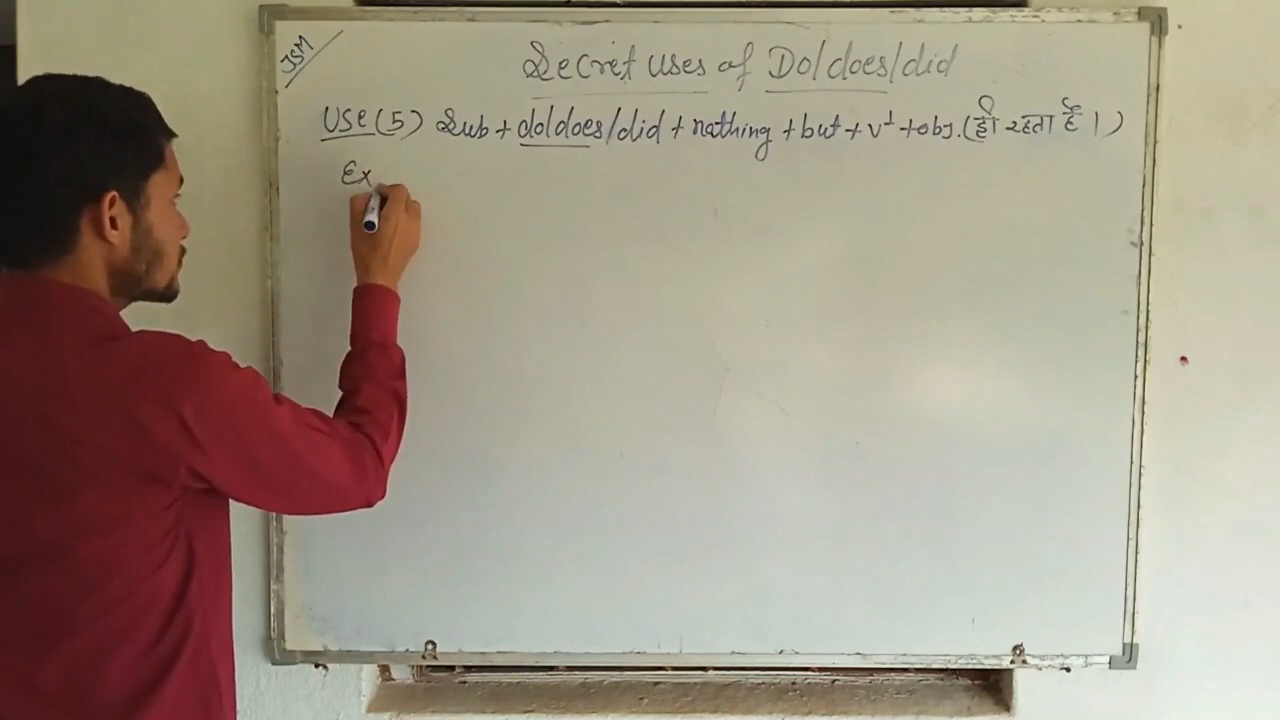 JSM
Secret uses of Do/does/did
Use (5) Sub + do/does/did + nothing + but + v¹ + obj. (ही रहता है।)
Ex